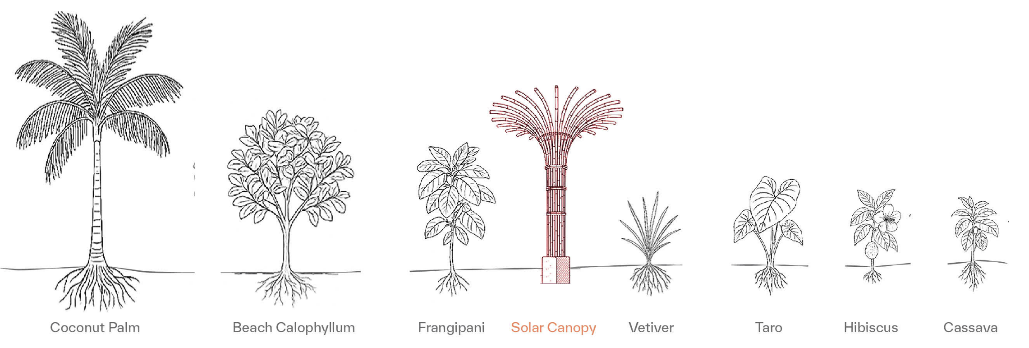 Coconut Palm
Beach Calophyllum
Frangipani
Solar Canopy
Vetiver
Taro
Hibiscus
Cassava